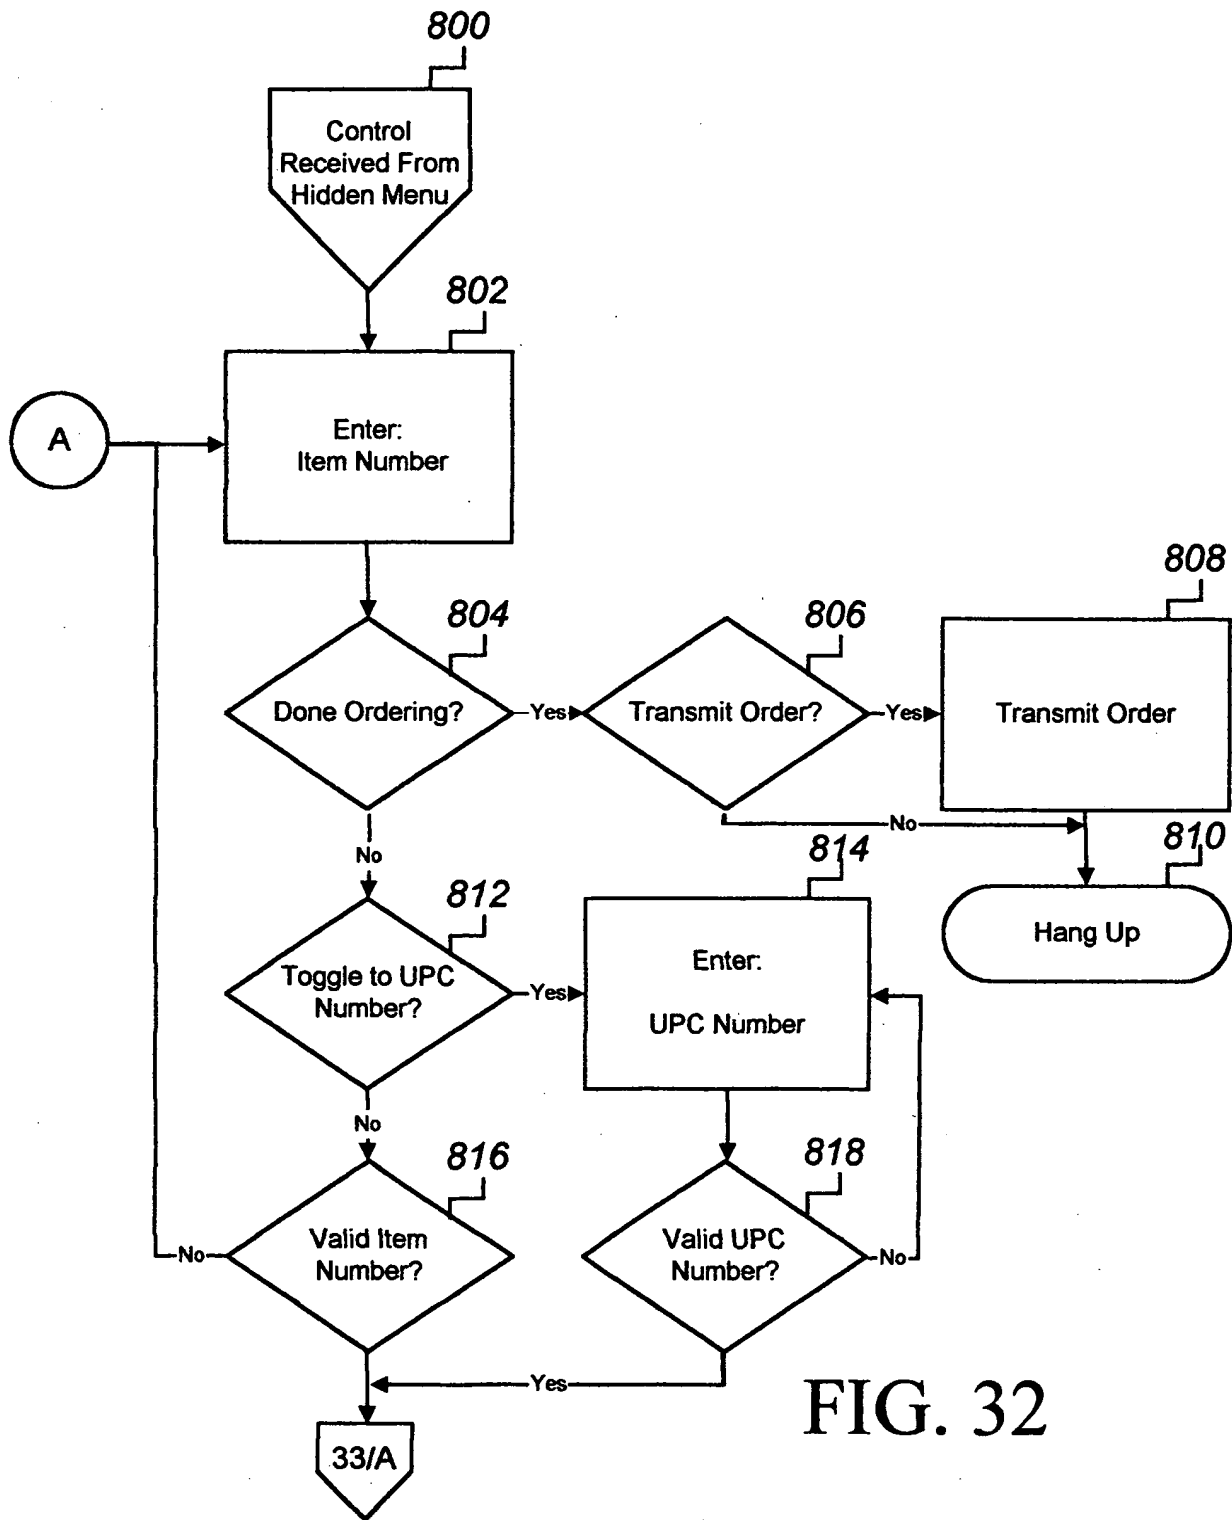 800
Control
Received From
Hidden Menu
802
A
Enter:
Item Number
808
804
806
Done Ordering?
Yes
Transmit Order?
Yes
Transmit Order
No
No
810
814
812
Hang Up
Enter:
Toggle to UPC
Number?
Yes
UPC Number
No
816
818
Valid Item
Number?
No
Valid UPC
Number?
No
Yes
FIG. 32
33/A